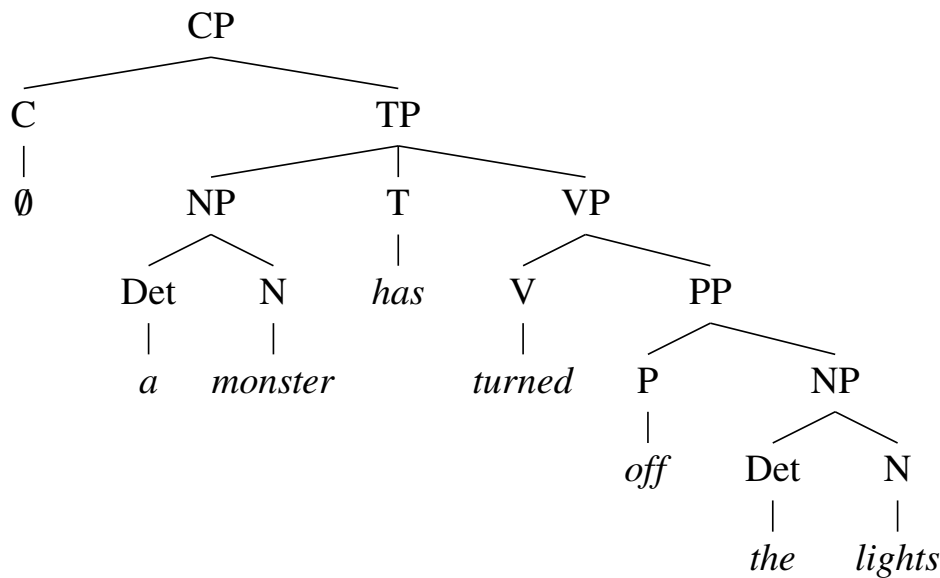 CP
C TP
∅ NP T VP
Det N has V PP
a monster turned P NP
off Det N
the lights